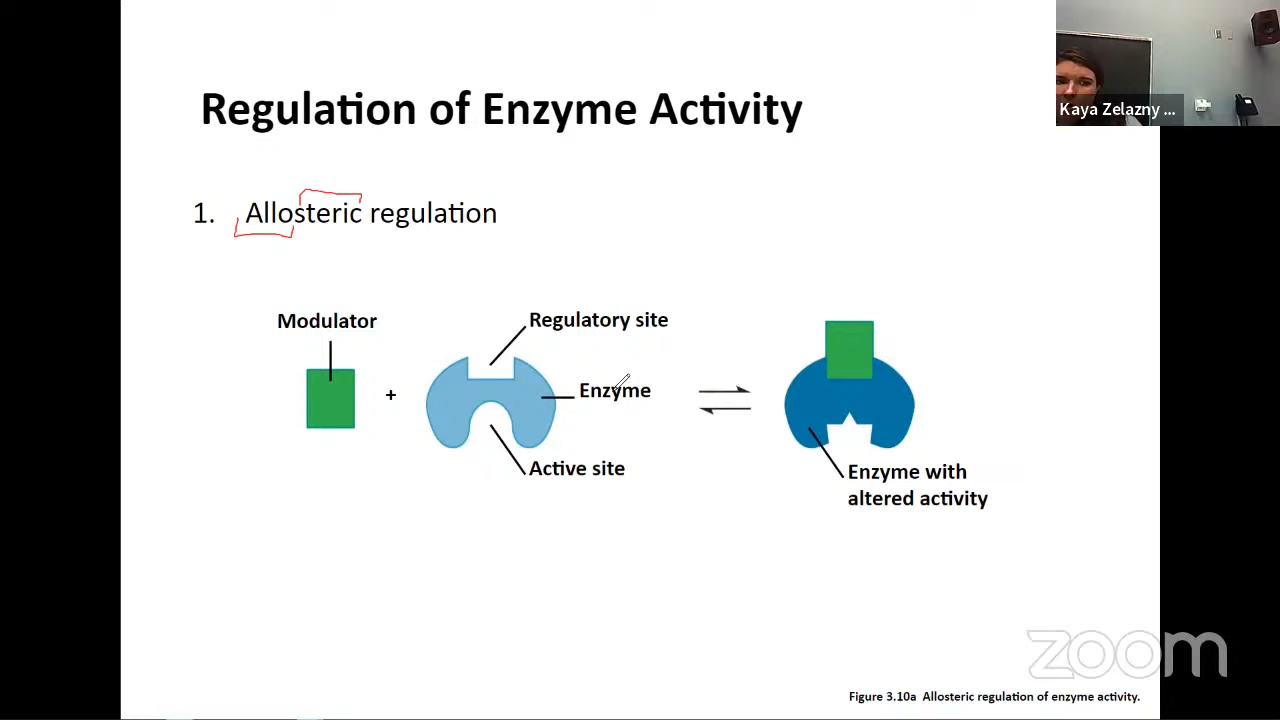 Regulation of Enzyme Activity
Kaya Zelazny ...
1. Allosteric regulation
Modulator
Regulatory site
+
Enzyme
Active site
Enzyme with
altered activity
zoom
Figure 3.10a Allosteric regulation of enzyme activity.